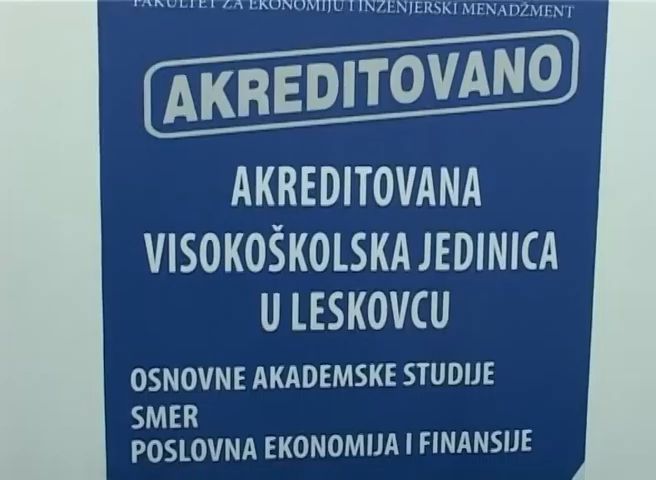 FAKULTET ZA EKONOMIJU I INŽENJERSKI MENADŽMENT
AKREDITOVANO
AKREDITOVANA
VISOKOŠKOLSKA JEDINICA
U LESKOVCU
OSNOVNE AKADEMSKE STUDIJE
SMER
POSLOVNA EKONOMIJA I FINANSIJE